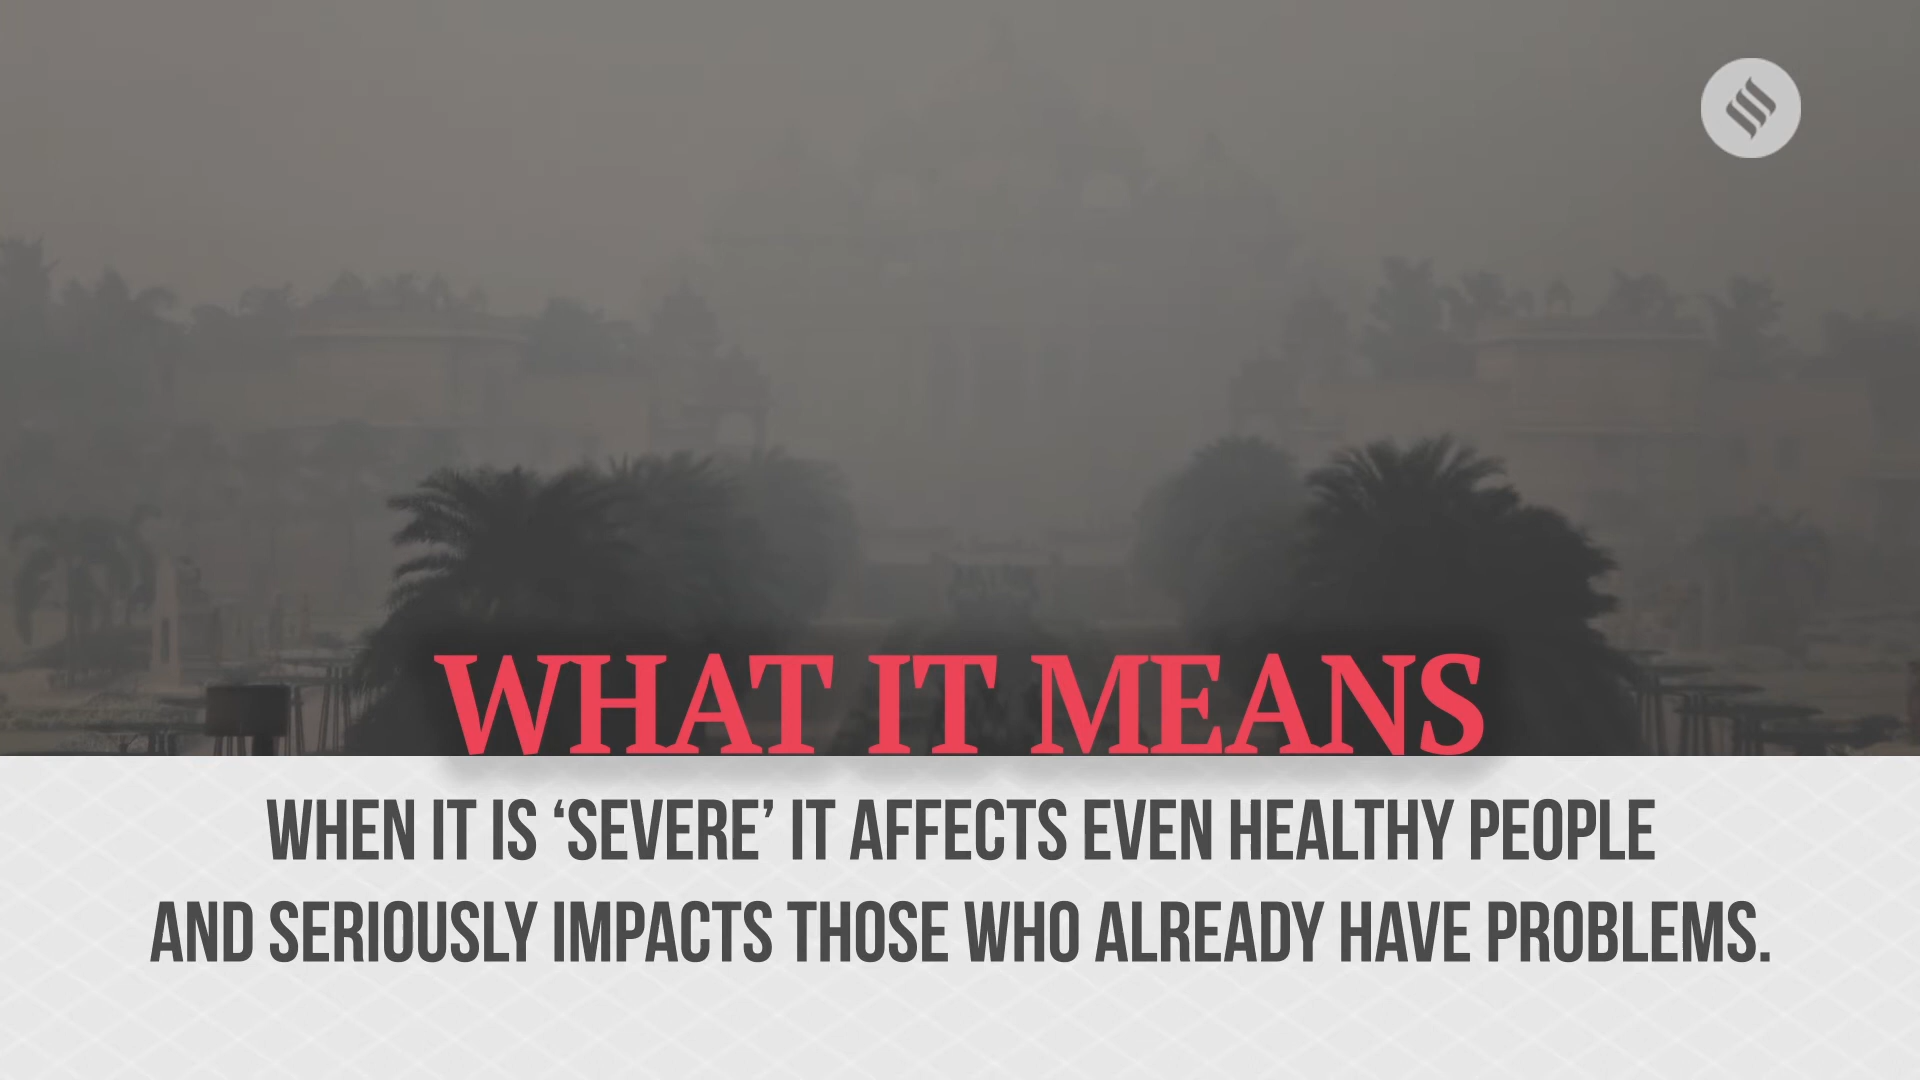 WHAT IT MEANS
WHEN IT IS ‘SEVERE’ IT AFFECTS EVEN HEALTHY PEOPLE
AND SERIOUSLY IMPACTS THOSE WHO ALREADY HAVE PROBLEMS.